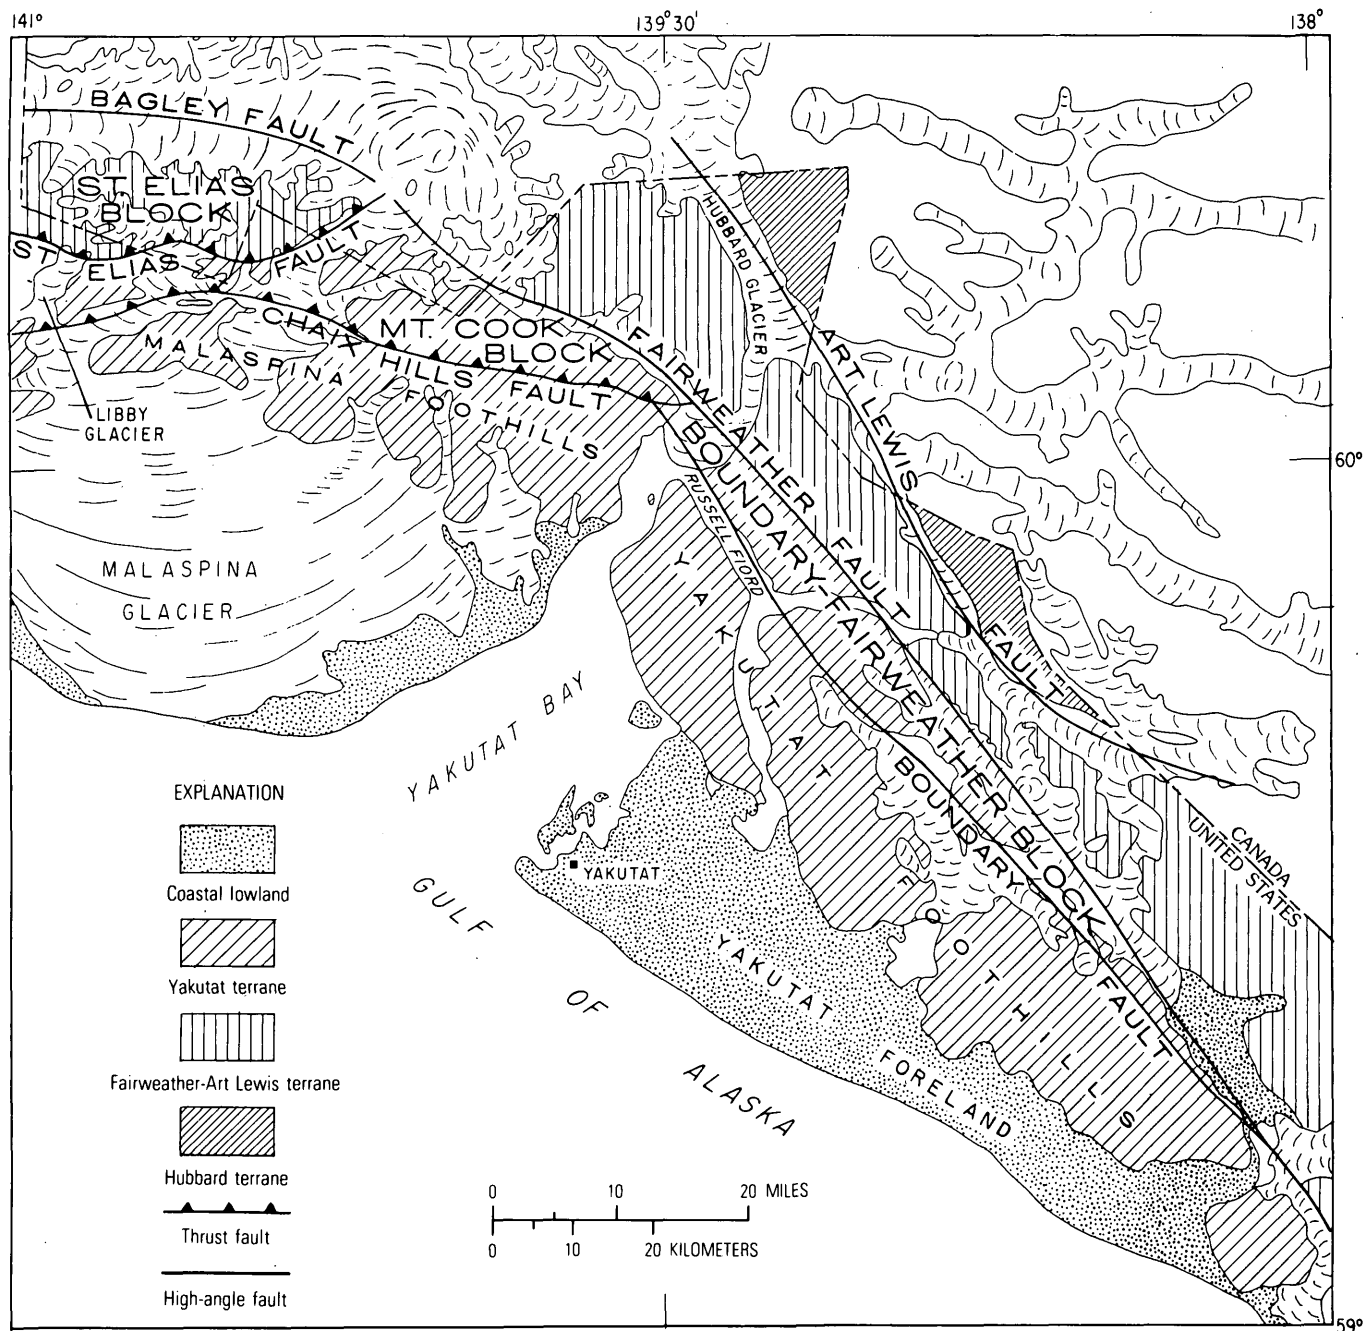 141°
139°30'
138°
BAGLEY FAULT
ST. ELIAS
BLOCK
ST ELIAS FAULT
HUBBARD GLACIER
CHAIX HILLS FAULT
MT. COOK
BLOCK
MALASPINA FOOTHILLS
FAIRWEATHER FAULT
ART LEWIS FAULT
LIBBY
GLACIER
BOUNDARY-FAIRWEATHER BLOCK
60°
RUSSELL FIORD
MALASPINA
GLACIER
YAKUTAT FOOTHILLS
YAKUTAT BAY
BOUNDARY FAULT
CANADA
UNITED STATES
YAKUTAT
GULF OF ALASKA
YAKUTAT FORELAND
EXPLANATION
Coastal lowland
Yakutat terrane
Fairweather-Art Lewis terrane
Hubbard terrane
Thrust fault
High-angle fault
0 10 20 MILES
0 10 20 KILOMETERS
59°